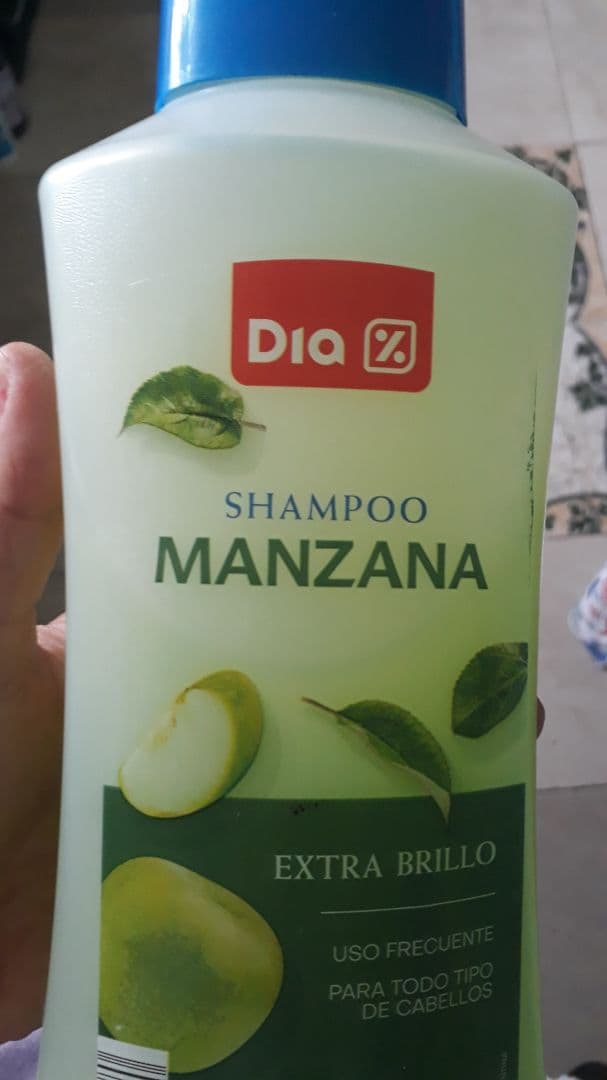 Dia %
SHAMPOO
MANZANA
EXTRA BRILLO
USO FRECUENTE
PARA TODO TIPO
DE CABELLOS